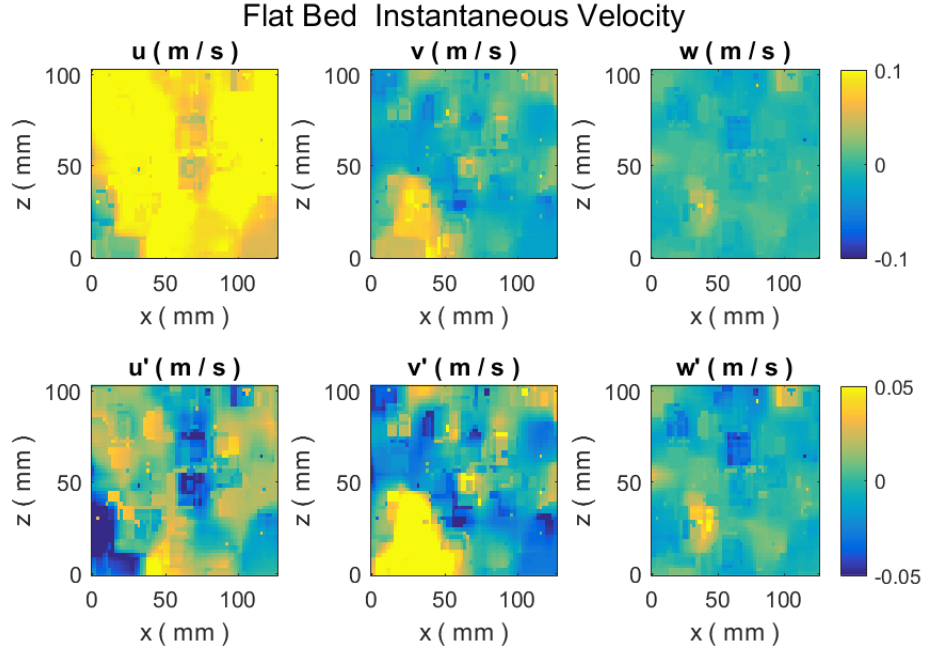 Flat Bed Instantaneous Velocity
u ( m / s ) v ( m / s ) w ( m / s )
100 100 100 0.1
z ( mm ) z ( mm ) z ( mm )
50 50 50 0
0 0 0 -0.1
0 50 100 0 50 100 0 50 100
x ( mm ) x ( mm ) x ( mm )
u' ( m / s ) v' ( m / s ) w' ( m / s )
100 100 100 0.05
z ( mm ) z ( mm ) z ( mm )
50 50 50 0
0 0 0 -0.05
0 50 100 0 50 100 0 50 100
x ( mm ) x ( mm ) x ( mm )